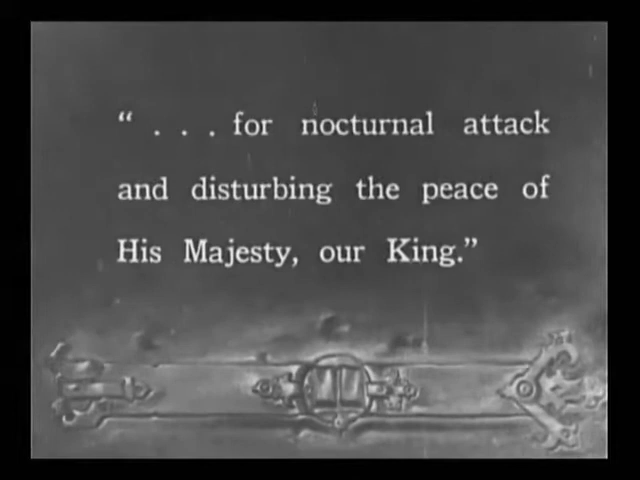 “ . . . for nocturnal attack
and disturbing the peace of
His Majesty, our King.”